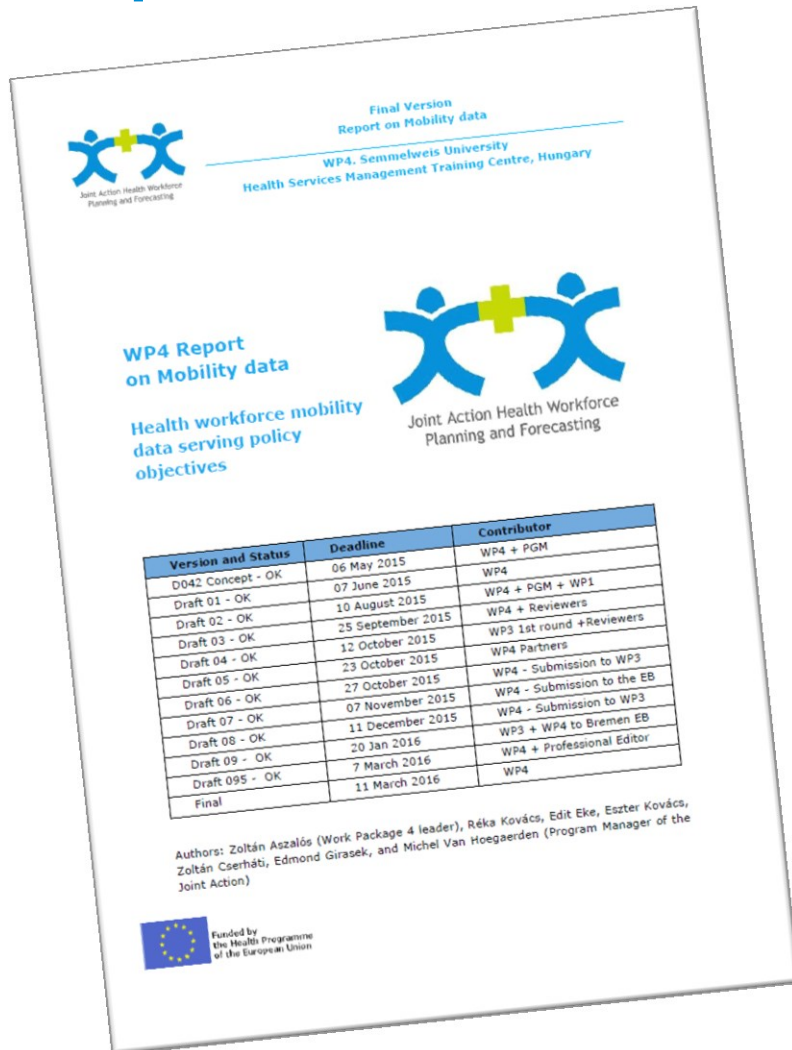 Final Version
Report on Mobility data
WP4. Semmelweis University
Health Services Management Training Centre, Hungary
Joint Action Health Workforce
Planning and Forecasting
WP4 Report
on Mobility data
Health workforce mobility
data serving policy
objectives
Joint Action Health Workforce
Planning and Forecasting
Version and Status Deadline Contributor
D042 Concept - OK 06 May 2015 WP4 + PGM
Draft 01 - OK 07 June 2015 WP4
Draft 02 - OK 10 August 2015 WP4 + PGM + WP1
Draft 03 - OK 25 September 2015 WP4 + Reviewers
Draft 04 - OK 12 October 2015 WP3 1st round +Reviewers
Draft 05 - OK 23 October 2015 WP4 Partners
Draft 06 - OK 27 October 2015 WP4 - Submission to WP3
Draft 07 - OK 07 November 2015 WP4 - Submission to the EB
Draft 08 - OK 11 December 2015 WP4 - Submission to WP3
Draft 09 - OK 20 Jan 2016 WP3 + WP4 to Bremen EB
Draft 095 - OK 7 March 2016 WP4 + Professional Editor
Final 11 March 2016 WP4
Authors: Zoltán Aszalós (Work Package 4 leader), Réka Kovács, Edit Eke, Eszter Kovács,
Zoltán Cserháti, Edmond Girasek, and Michel Van Hoegaerden (Program Manager of the
Joint Action)
Funded by
the Health Programme
of the European Union